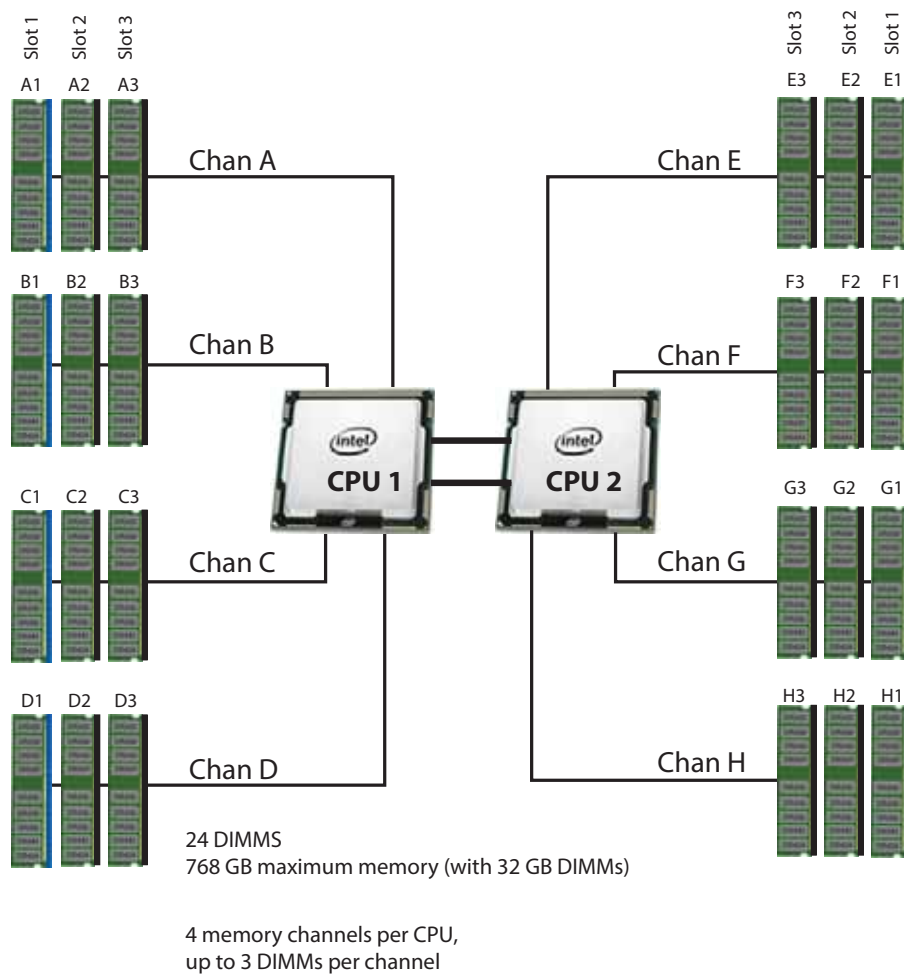 Slot 1
Slot 2
Slot 3
Slot 3
Slot 2
Slot 1
A1 A2 A3
E3 E2 E1
Chan A
Chan E
B1 B2 B3
F3 F2 F1
Chan B
Chan F
intel
CPU 1
intel
CPU 2
C1 C2 C3
G3 G2 G1
Chan C
Chan G
D1 D2 D3
H3 H2 H1
Chan D
Chan H
24 DIMMS
768 GB maximum memory (with 32 GB DIMMs)
4 memory channels per CPU,
up to 3 DIMMs per channel